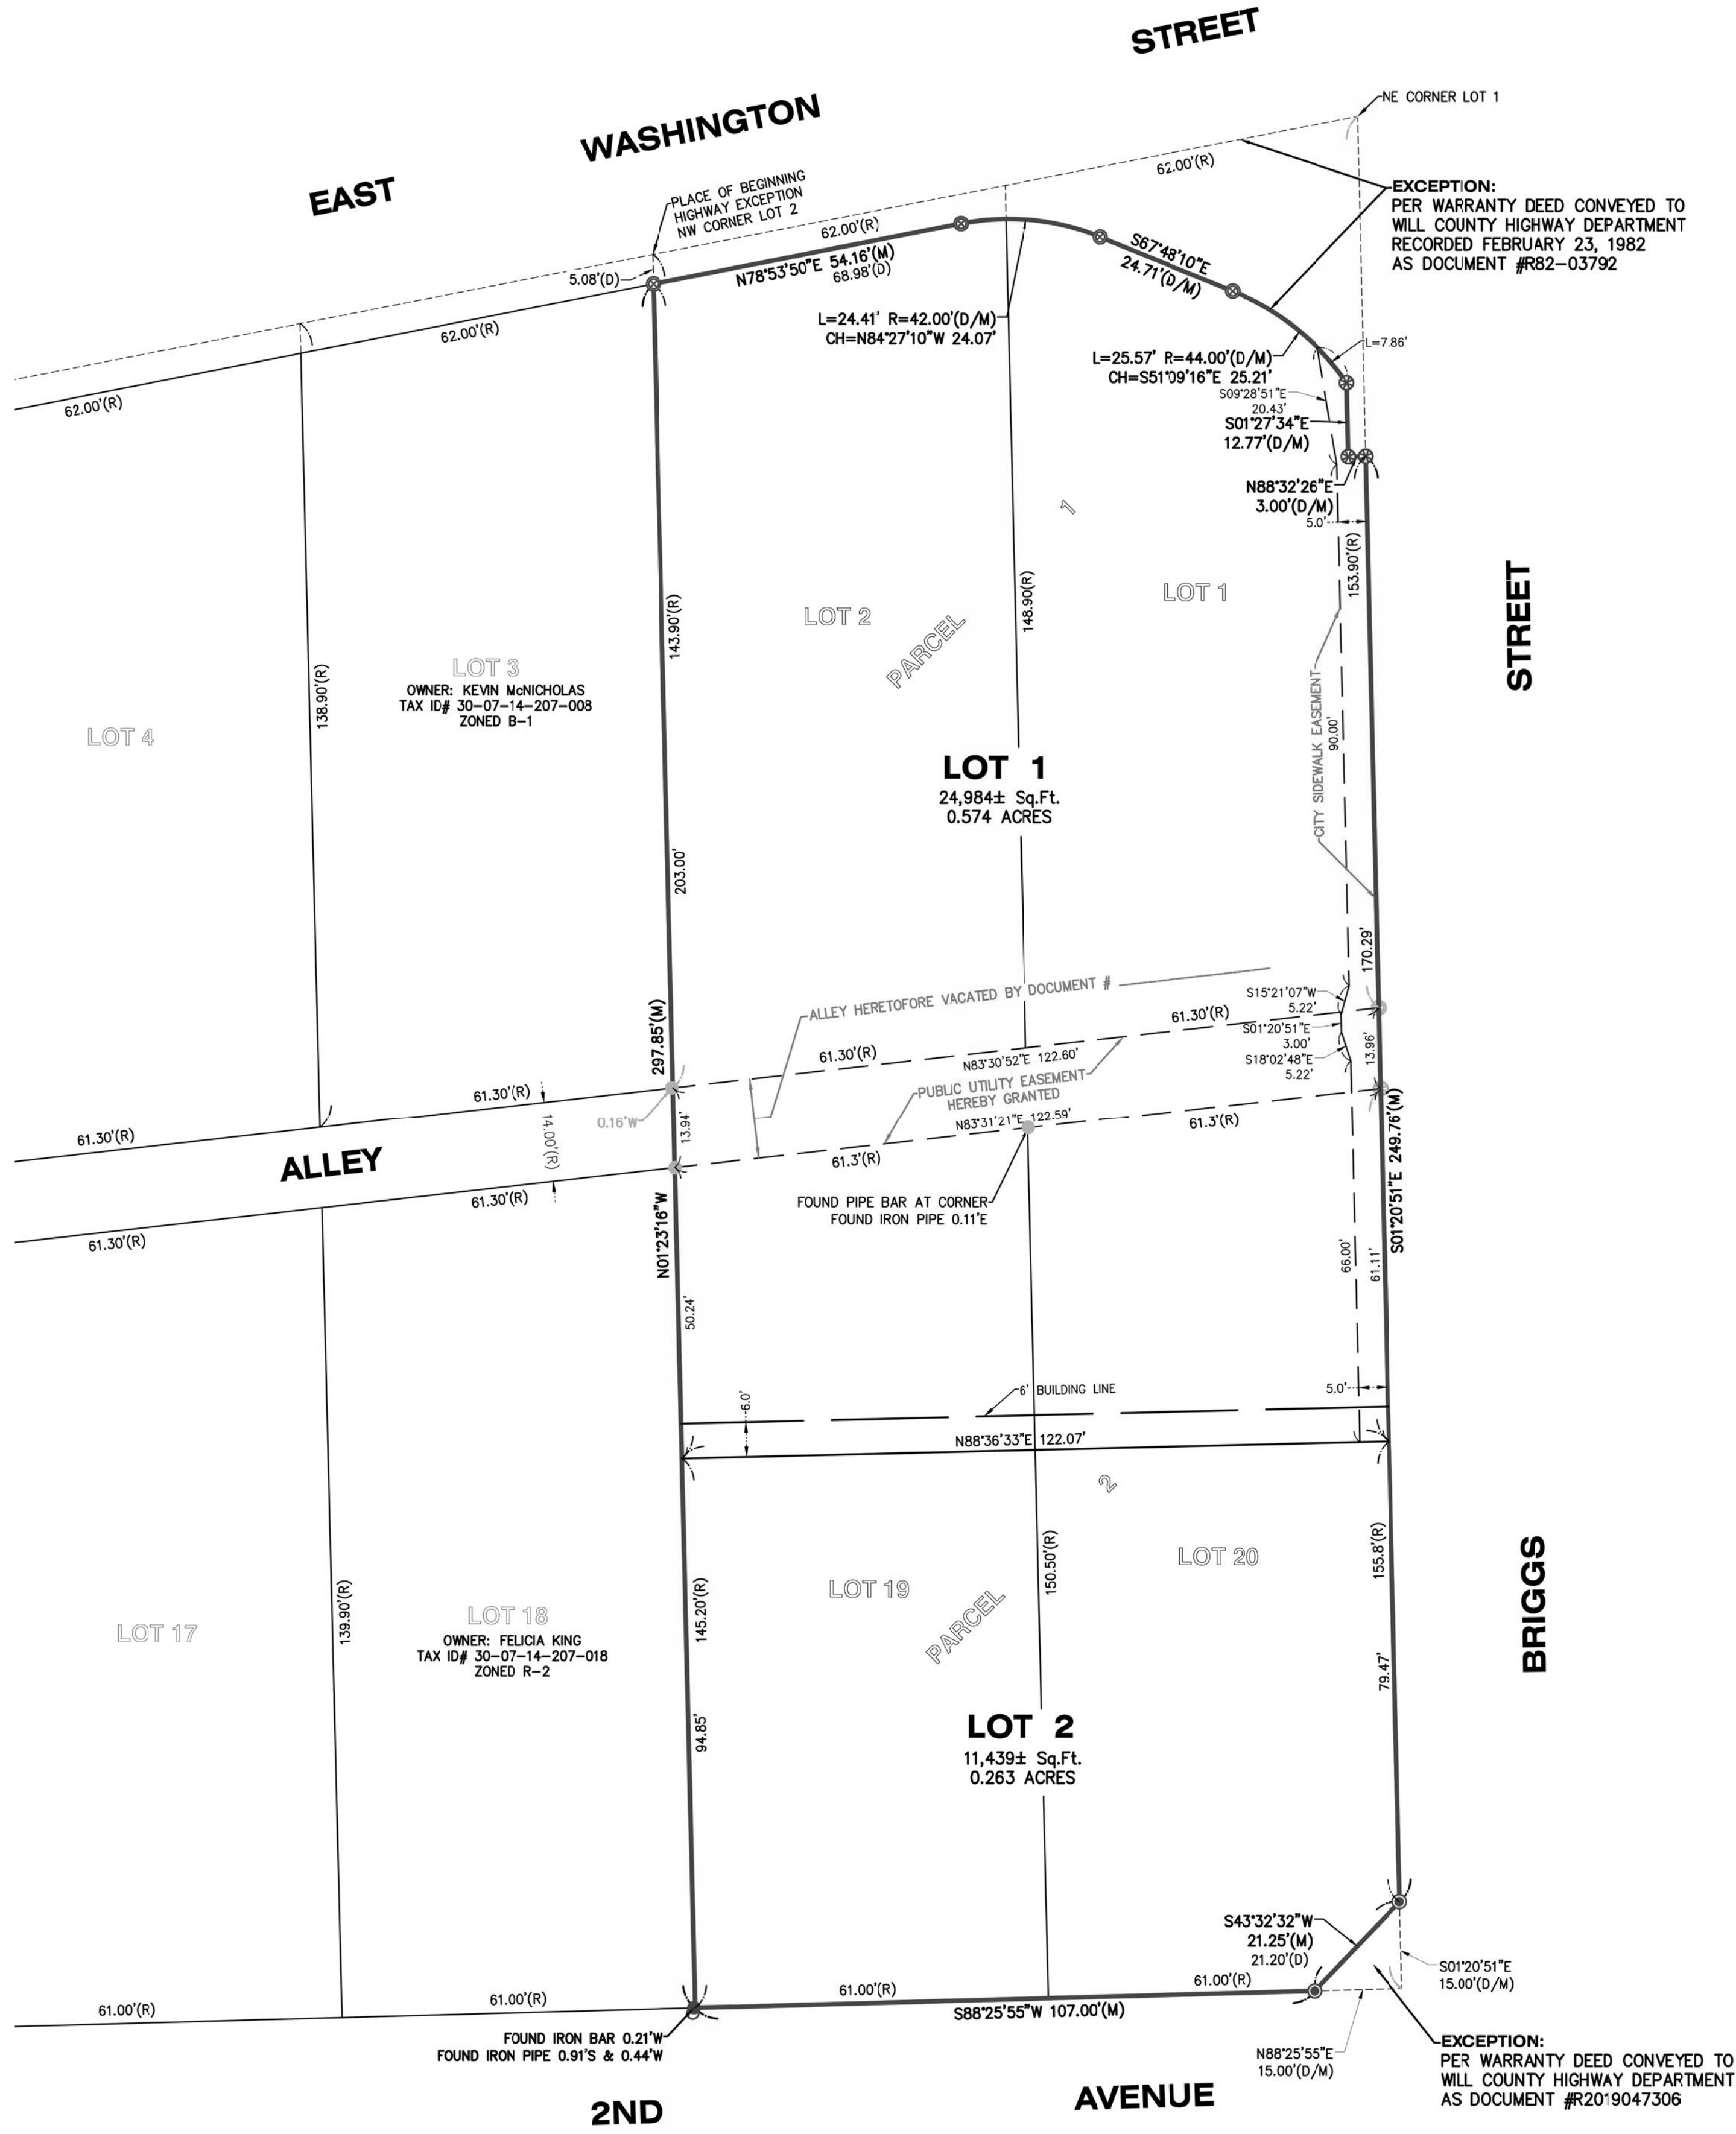 STREET
WASHINGTON
EAST
NE CORNER LOT 1
PLACE OF BEGINNING
HIGHWAY EXCEPTION
NW CORNER LOT 2
62.00'(R)
EXCEPTION:
PER WARRANTY DEED CONVEYED TO
WILL COUNTY HIGHWAY DEPARTMENT
RECORDED FEBRUARY 23, 1982
AS DOCUMENT #R82-03792
62.00'(R)
N78°53'50"E 54.16'(M)
68.98'(D)
5.08'(D)
S67°48'10"E
24.71'(D/M)
62.00'(R)
62.00'(R)
L=24.41' R=42.00'(D/M)
CH=N84°27'10"W 24.07'
L=25.57' R=44.00'(D/M)
CH=S51°09'16"E 25.21'
L=7.86'
S09°28'51"E
20.43'
S01°27'34"E
12.77'(D/M)
N88°32'26"E
3.00'(D/M)
5.0'
153.90'(R)
1
LOT 1
LOT 2
PARCEL
148.90(R)
143.90'(R)
STREET
LOT 3
OWNER: KEVIN McNICHOLAS
TAX ID# 30-07-14-207-008
ZONED B-1
138.90'(R)
LOT 4
CITY SIDEWALK EASEMENT
90.00'
LOT 1
24,984± Sq.Ft.
0.574 ACRES
203.00'
170.29'
ALLEY HERETOFORE VACATED BY DOCUMENT #
S15°21'07"W
5.22'
61.30'(R)
S01°20'51"E
3.00'
S18°02'48"E
5.22'
13.96'
297.85'(M)
61.30'(R)
N83°30'52"E 122.60'
PUBLIC UTILITY EASEMENT
HEREBY GRANTED
N83°31'21"E 122.59'
61.3'(R)
61.3'(R)
61.30'(R)
0.16'W
13.94'
14.00'(R)
61.30'(R)
ALLEY
61.30'(R)
61.30'(R)
FOUND PIPE BAR AT CORNER
FOUND IRON PIPE 0.11'E
N01°23'16"W
S01°20'51"E 249.76'(M)
66.00'
61.11'
50.24'
6' BUILDING LINE
5.0'
6.0'
N88°36'33"E 122.07'
2
LOT 20
LOT 19
PARCEL
150.50'(R)
155.8'(R)
145.20'(R)
BRIGGS
LOT 18
OWNER: FELICIA KING
TAX ID# 30-07-14-207-018
ZONED R-2
139.90'(R)
LOT 17
79.47'
94.85'
LOT 2
11,439± Sq.Ft.
0.263 ACRES
S43°32'32"W
21.25'(M)
21.20'(D)
S01°20'51"E
15.00'(D/M)
61.00'(R)
61.00'(R)
61.00'(R)
61.00'(R)
S88°25'55"W 107.00'(M)
FOUND IRON BAR 0.21'W
FOUND IRON PIPE 0.91'S & 0.44'W
N88°25'55"E
15.00'(D/M)
EXCEPTION:
PER WARRANTY DEED CONVEYED TO
WILL COUNTY HIGHWAY DEPARTMENT
AS DOCUMENT #R2019047306
2ND
AVENUE